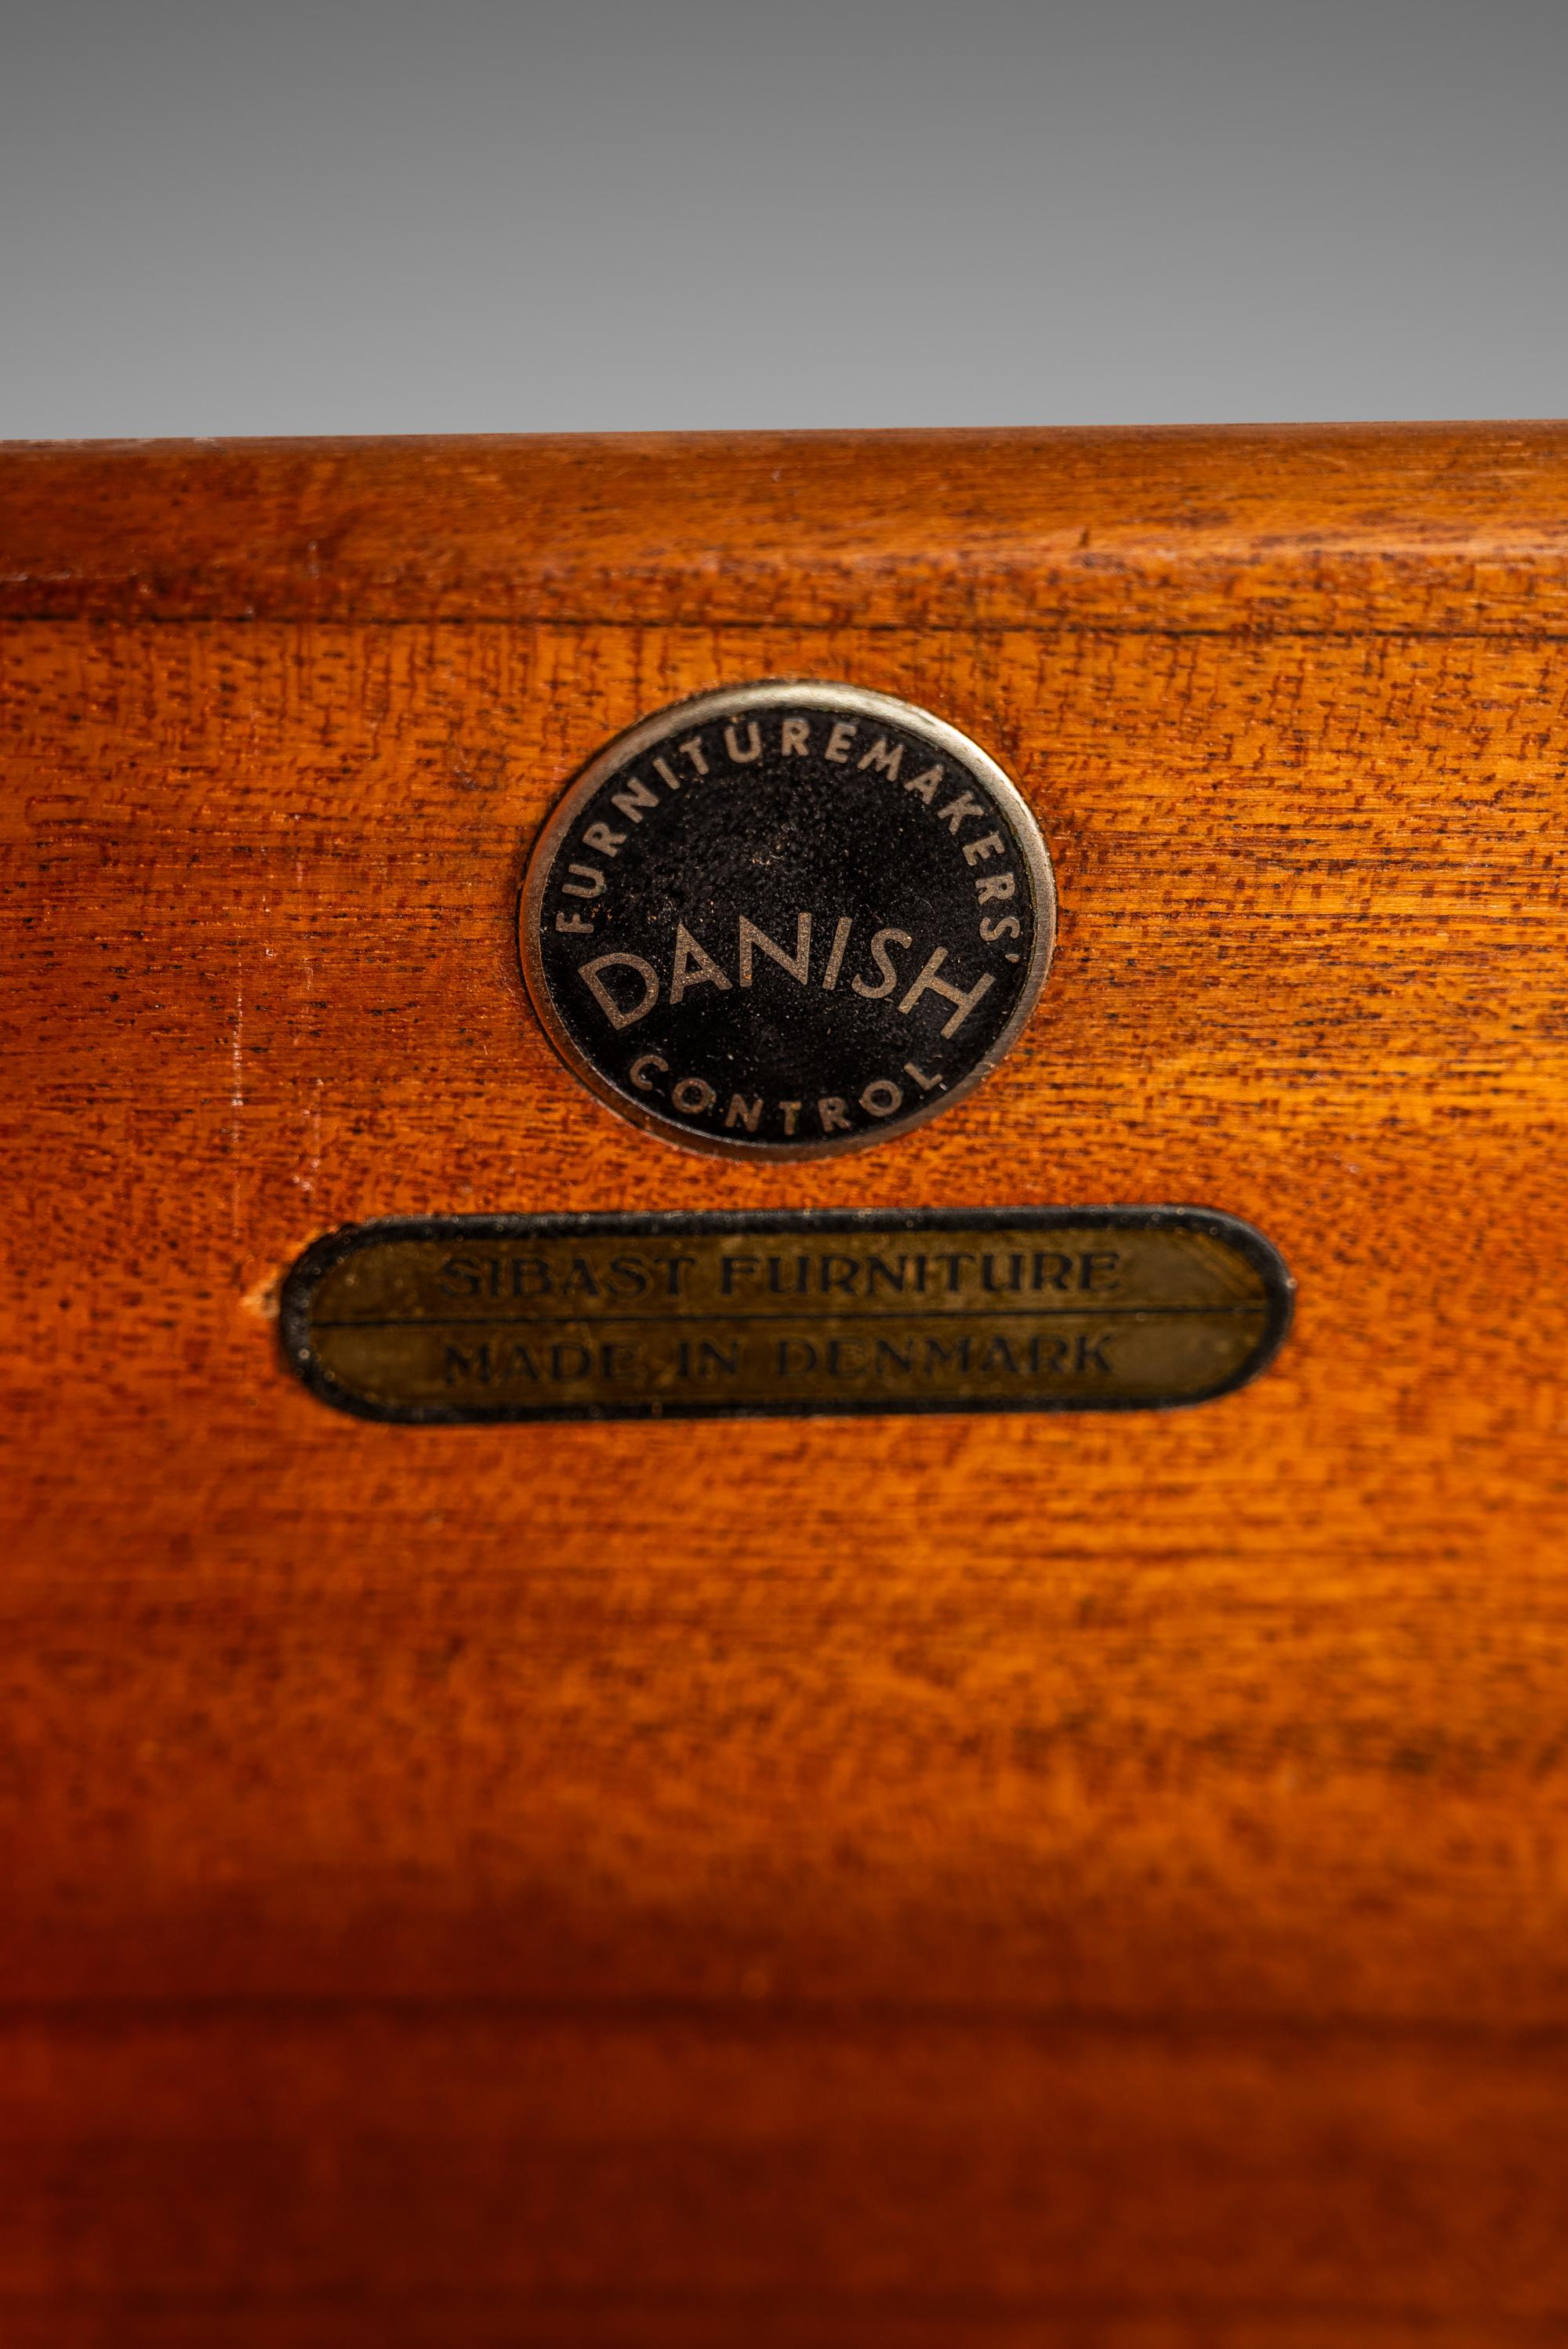 FURNITUREMAKERS'
DANISH
CONTROL
SIBAST FURNITURE
MADE IN DENMARK